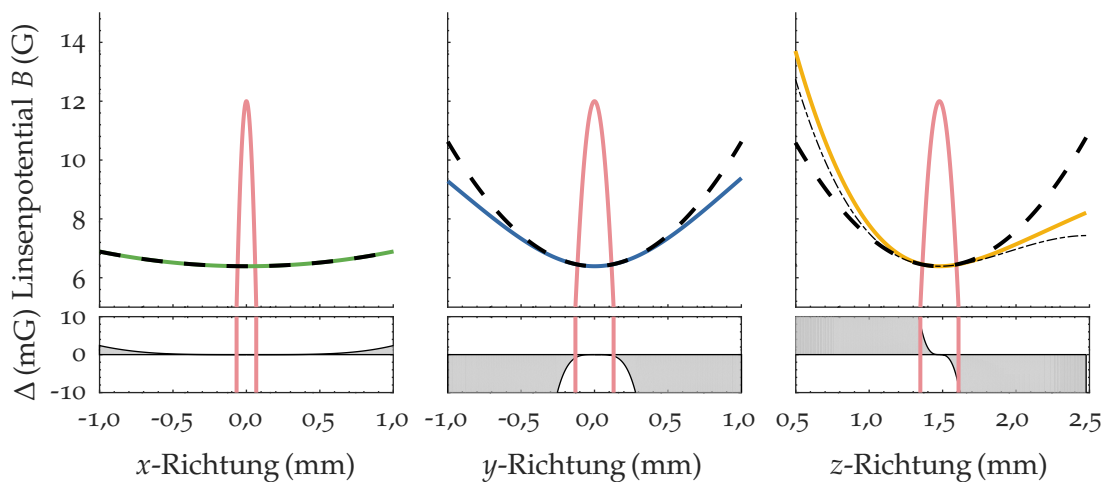 Linsenpotential B (G)
14
12
10
8
6
Δ (mG)
10
0
-10
-1,0 -0,5 0,0 0,5 1,0
-1,0 -0,5 0,0 0,5 1,0
0,5 1,0 1,5 2,0 2,5
x-Richtung (mm)
y-Richtung (mm)
z-Richtung (mm)